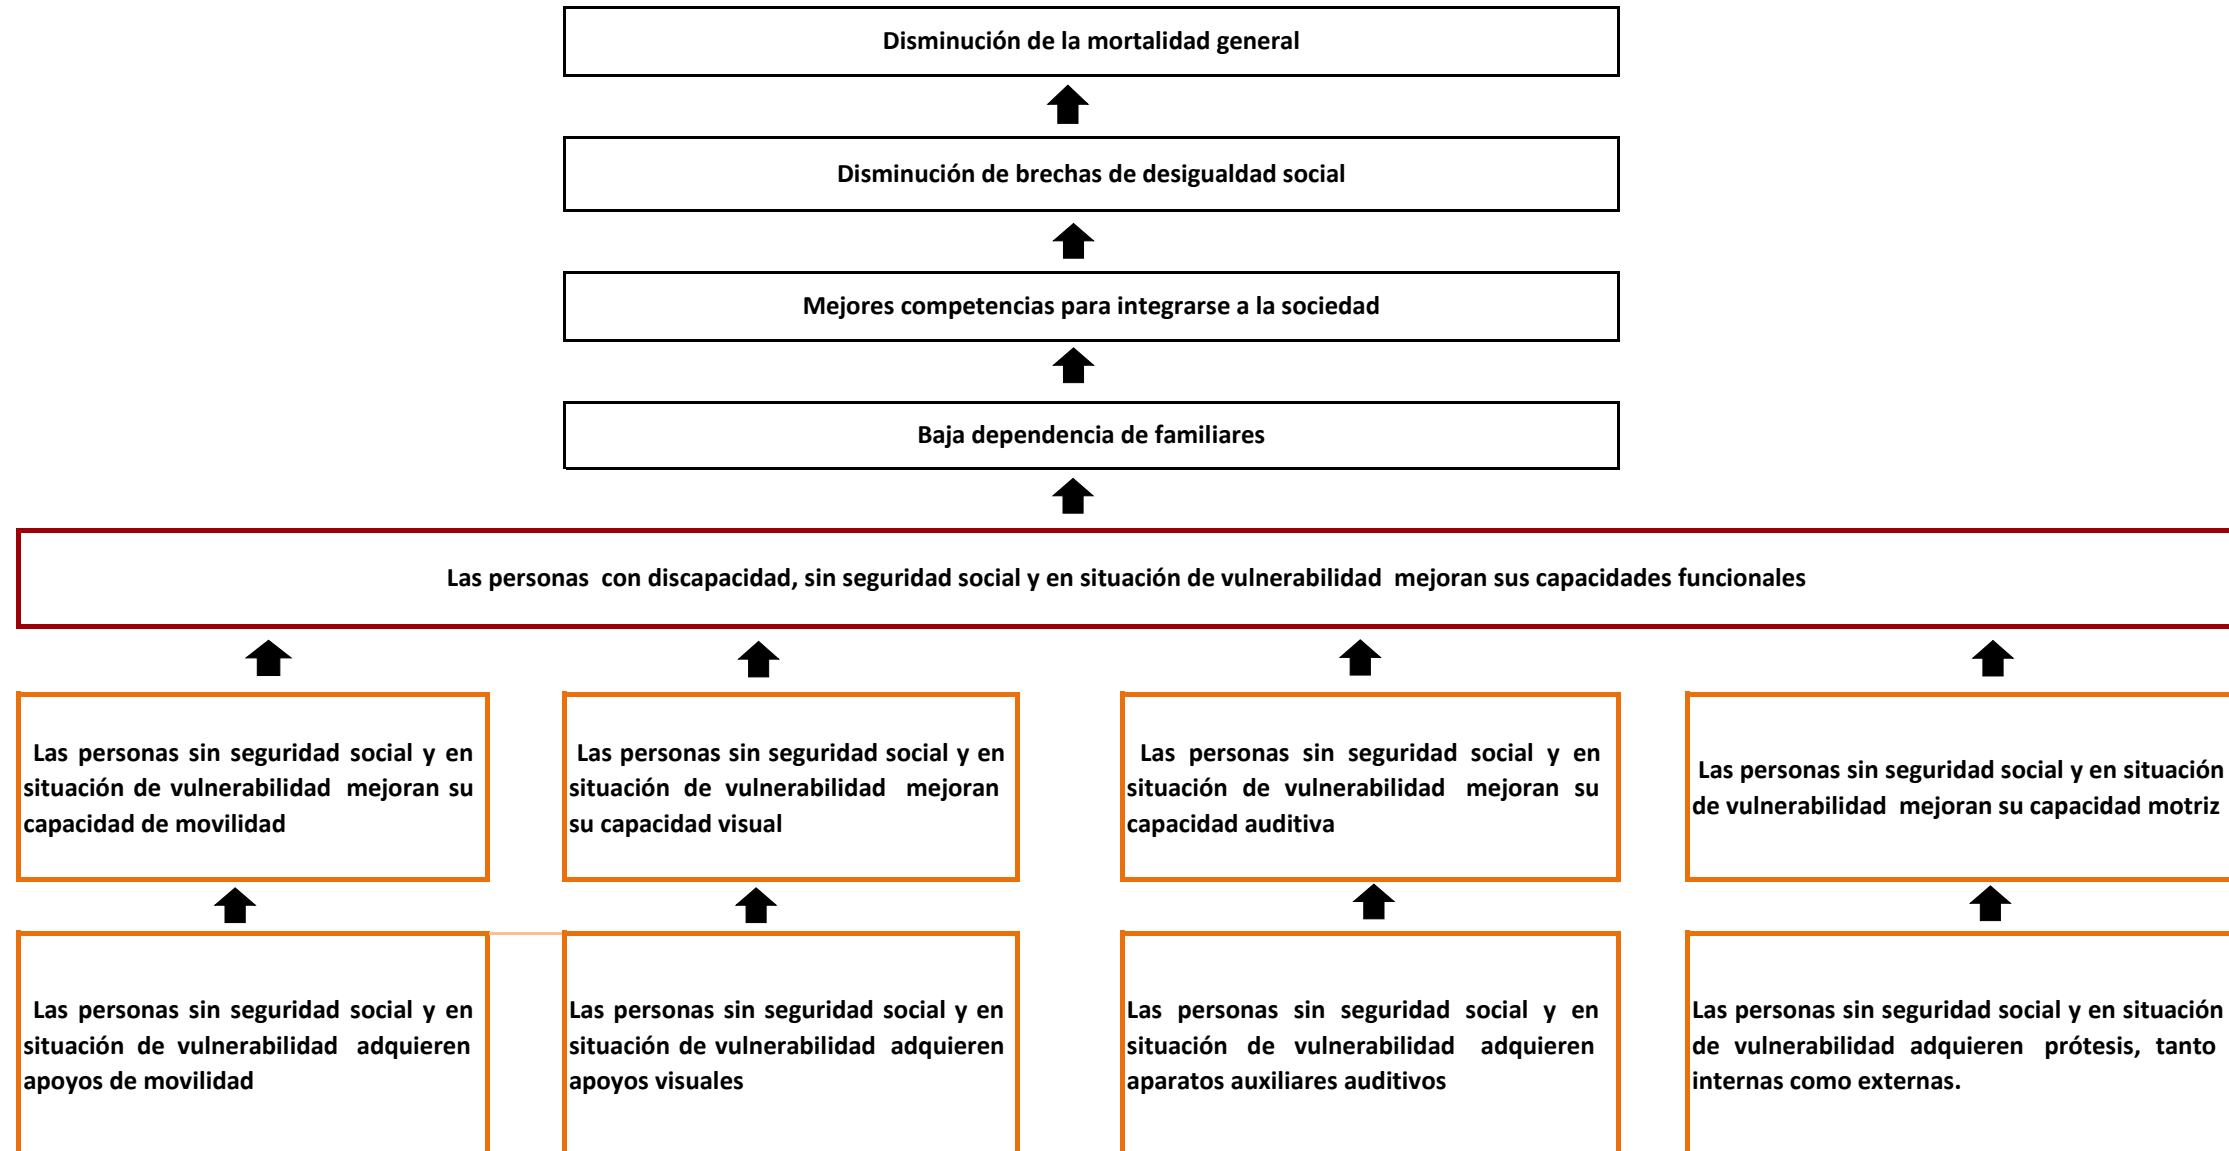 Disminución de la mortalidad general
Disminución de brechas de desigualdad social
Mejores competencias para integrarse a la sociedad
Baja dependencia de familiares
Las personas con discapacidad, sin seguridad social y en situación de vulnerabilidad mejoran sus capacidades funcionales
Las personas sin seguridad social y en
situación de vulnerabilidad mejoran su
capacidad de movilidad
Las personas sin seguridad social y en
situación de vulnerabilidad mejoran
su capacidad visual
Las personas sin seguridad social y en
situación de vulnerabilidad mejoran su
capacidad auditiva
Las personas sin seguridad social y en situación
de vulnerabilidad mejoran su capacidad motriz
Las personas sin seguridad social y en
situación de vulnerabilidad adquieren
apoyos de movilidad
Las personas sin seguridad social y en
situación de vulnerabilidad adquieren
apoyos visuales
Las personas sin seguridad social y en
situación de vulnerabilidad adquieren
aparatos auxiliares auditivos
Las personas sin seguridad social y en situación
de vulnerabilidad adquieren prótesis, tanto
internas como externas.